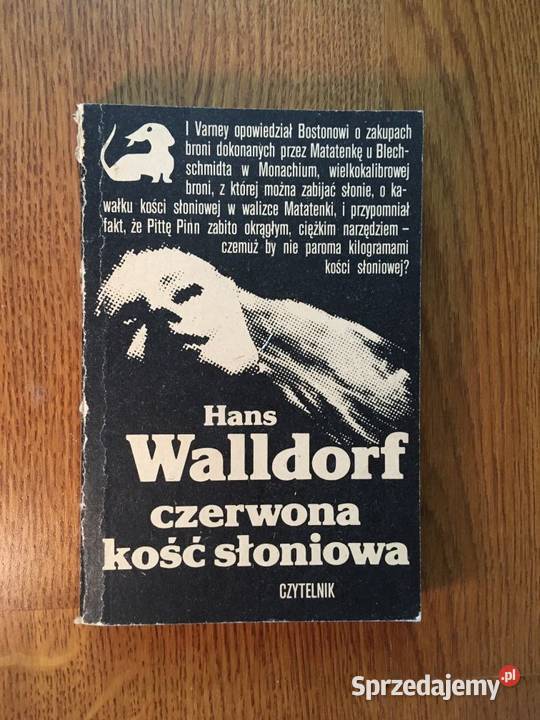 I Varney opowiedział Bostonowi o zakupach
broni dokonanych przez Matatenkę u Blech-
schmidta w Monachium, wielkokalibrowej
broni, z której można zabijać słonie, o ka-
wałku kości słoniowej w walizce Matatenki, i przypomniał
fakt, że Pittę Pinn zabito okrągłym, ciężkim narzędziem –
czemuż by nie paroma kilogramami
kości słoniowej?
Hans
Walldorf
czerwona
kość słoniowa
CZYTELNIK
Sprzedajemy.pl